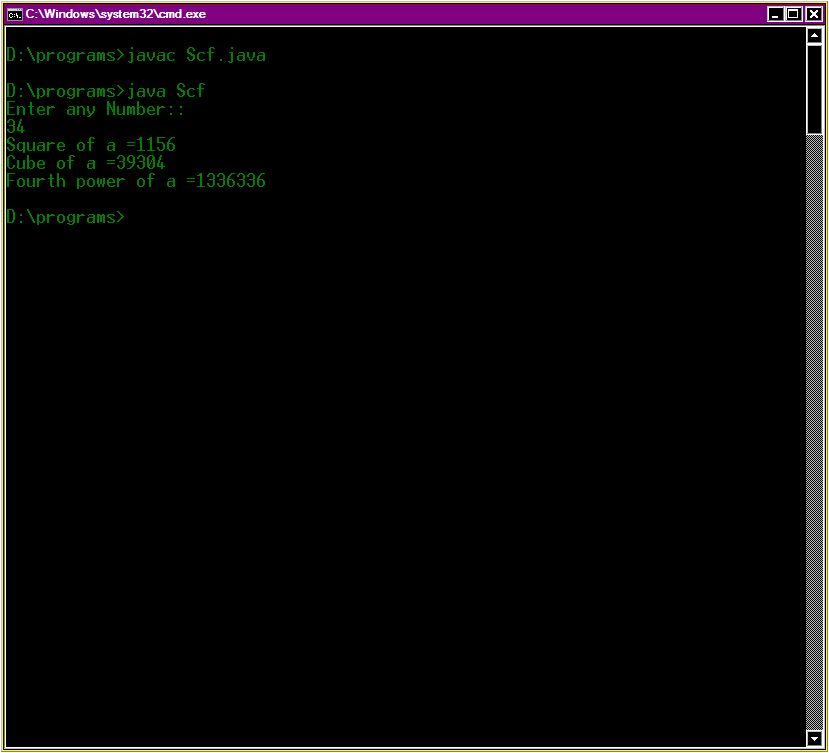 C:\Windows\system32\cmd.exe
D:\programs>javac Scf.java
D:\programs>java Scf
Enter any Number::
34
Square of a =1156
Cube of a =39304
Fourth power of a =1336336
D:\programs>